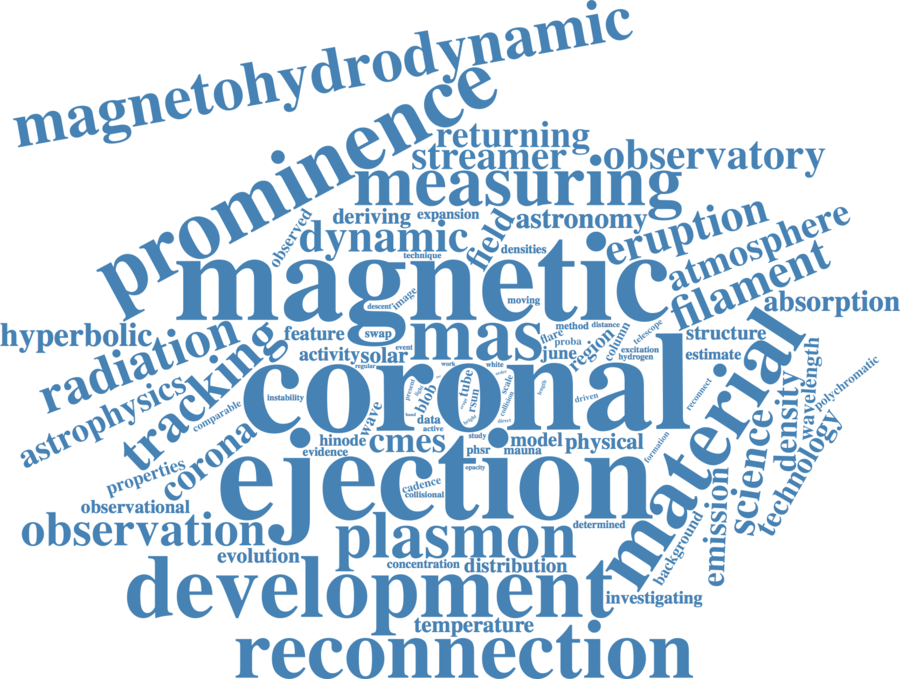 magnetohydrodynamic
prominence
returning
streamer
observatory
measuring
deriving
expansion
astronomy
observed
dynamic
field
densities
eruption
atmosphere
technique
magnetic
filament
absorption
descent
image
moving
hyperbolic
radiation
tracking
feature
swap
mas
flare
method
distance
proba
column
telescope
structure
activity
solar
event
june
region
excitation
hydrogen
estimate
regular
work
white
coronal
material
astrophysics
comparable
instability
wave
present
light
blob
tube
rsun
scale
collision
length
driven
reconnect
wavelength
polychromatic
band
data
active
bright
direct
corona
hinode
evidence
cmes
study
phsr
model
mauna
physical
formation
science
density
technology
properties
ejection
opacity
cadence
collisional
observational
observation
plasmon
determined
background
emission
evolution
concentration
distribution
development
investigating
temperature
reconnection